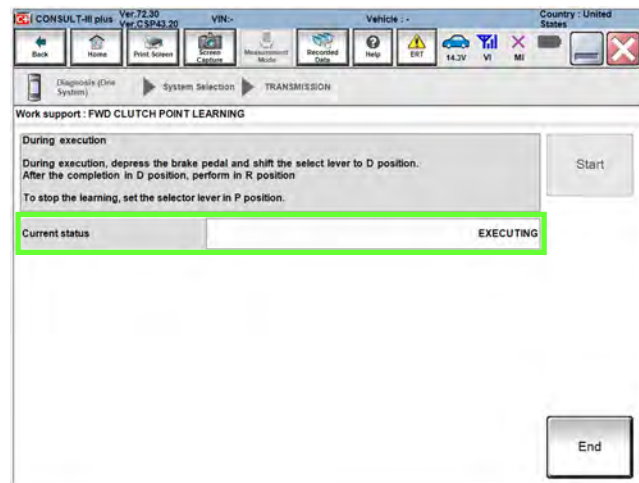 CONSULT-III plus Ver.72.30 VIN:- Vehicle : - Country : United
Ver.CSP43.20 States
Back Home Print Screen Screen Capture Measurement Mode Recorded Data Help ERT 14.3V VI MI
Diagnosis (One System) System Selection TRANSMISSION
Work support : FWD CLUTCH POINT LEARNING
During execution
During execution, depress the brake pedal and shift the select lever to D position.
After the completion in D position, perform in R position
To stop the learning, set the selector lever in P position.
Start
Current status EXECUTING
End